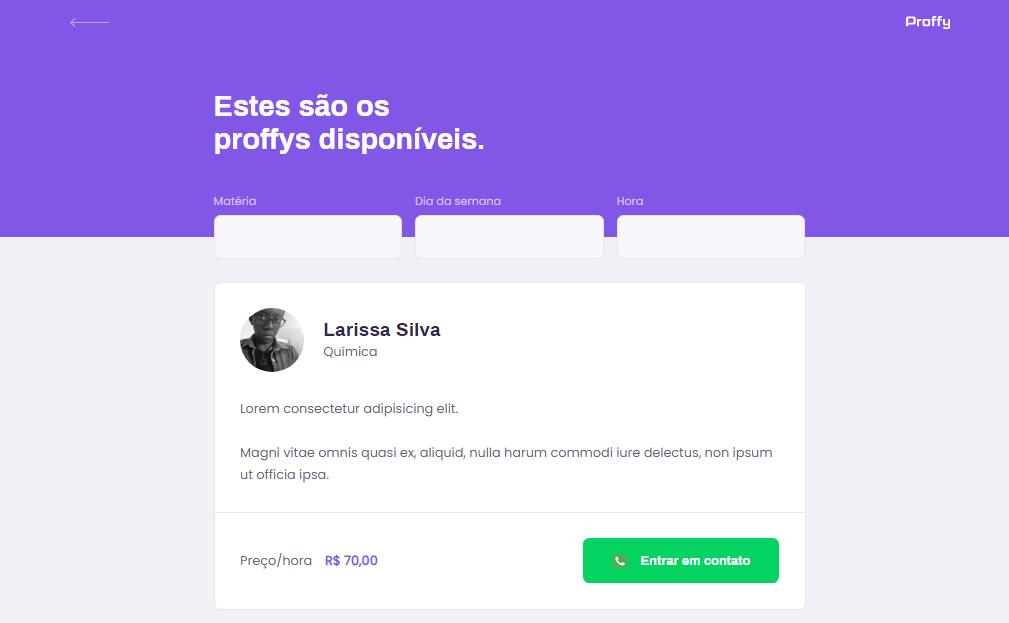 Proffy
Estes são os
proffys disponíveis.
Matéria
Dia da semana
Hora
Larissa Silva
Química
Lorem consectetur adipisicing elit.
Magni vitae omnis quasi ex, aliquid, nulla harum commodi iure delectus, non ipsum
ut officia ipsa.
Preço/hora R$ 70,00
Entrar em contato